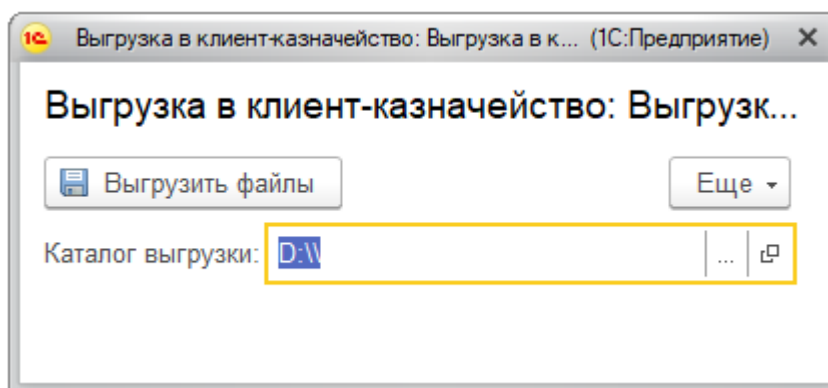 1С Выгрузка в клиент-казначейство: Выгрузка в к... (1С:Предприятие)
Выгрузка в клиент-казначейство: Выгрузк...
Выгрузить файлы Еще
Каталог выгрузки: D:\\ ...